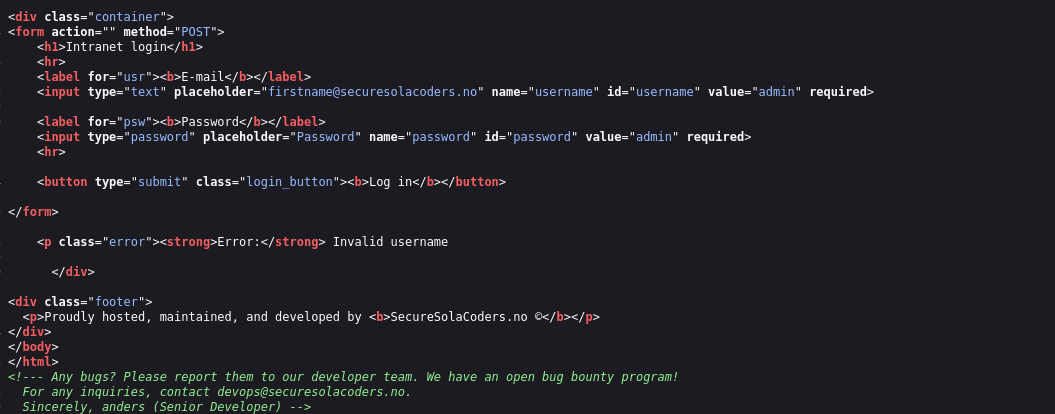 <div class="container">
<form action="" method="POST">
    <h1>Intranet login</h1>
    <hr>
    <label for="usr"><b>E-mail</b></label>
    <input type="text" placeholder="firstname@securesolacoders.no" name="username" id="username" value="admin" required>

    <label for="psw"><b>Password</b></label>
    <input type="password" placeholder="Password" name="password" id="password" value="admin" required>
    <hr>

    <button type="submit" class="login_button"><b>Log in</b></button>

</form>

    <p class="error"><strong>Error:</strong> Invalid username

      </div>

<div class="footer">
  <p>Proudly hosted, maintained, and developed by <b>SecureSolaCoders.no ©</b></p>
</div>
</body>
</html>
<!--- Any bugs? Please report them to our developer team. We have an open bug bounty program!
  For any inquiries, contact devops@securesolacoders.no.
  Sincerely, anders (Senior Developer) -->